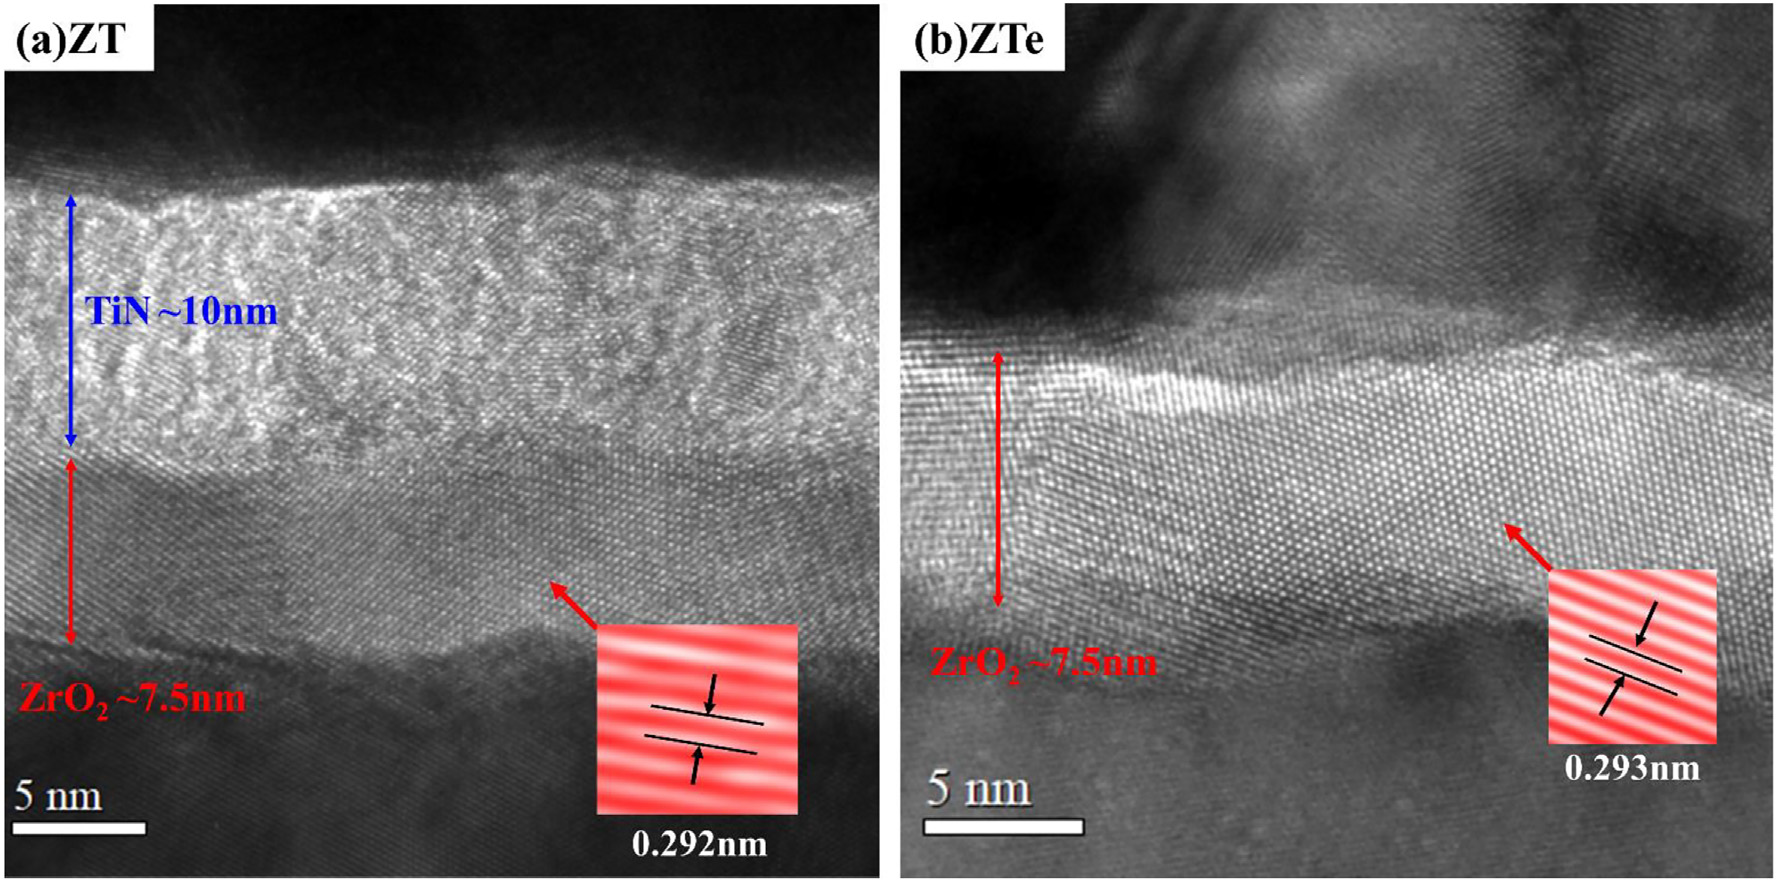 (a)ZT
TiN ~10nm
ZrO₂ ~7.5nm
5 nm
0.292nm
(b)ZTe
ZrO₂ ~7.5nm
5 nm
0.293nm